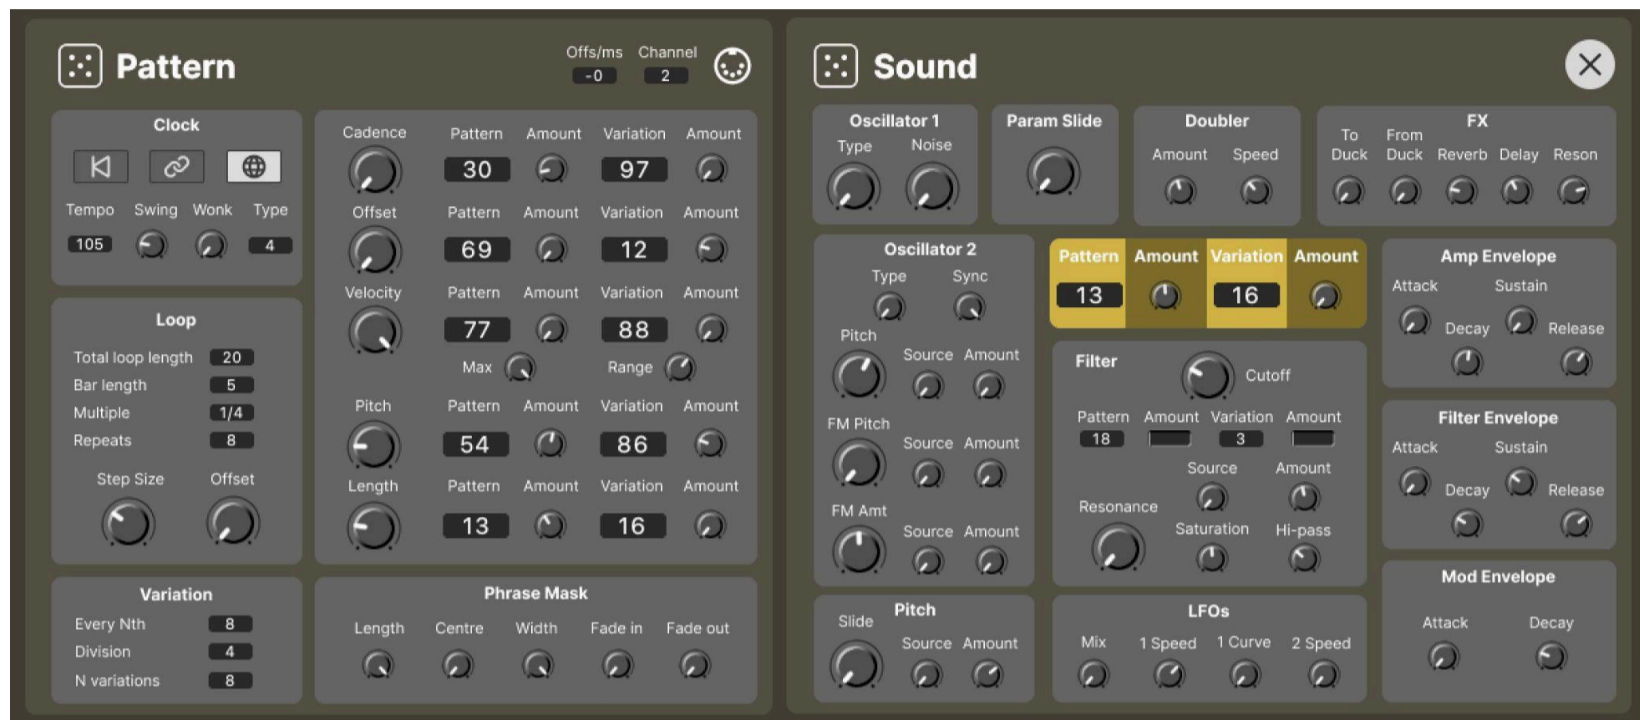 Pattern
Offs/ms Channel
-0 2
Clock
Tempo Swing Wonk Type
105 4
Loop
Total loop length 20
Bar length 5
Multiple 1/4
Repeats 8
Step Size Offset
Variation
Every Nth 8
Division 4
N variations 8
Cadence Pattern Amount Variation Amount
30 97
Offset Pattern Amount Variation Amount
69 12
Velocity Pattern Amount Variation Amount
77 88
Max Range
Pitch Pattern Amount Variation Amount
54 86
Length Pattern Amount Variation Amount
13 16
Phrase Mask
Length Centre Width Fade in Fade out
Sound
Oscillator 1
Type Noise
Param Slide
Doubler
Amount Speed
FX
To Duck From Duck Reverb Delay Reson
Oscillator 2
Type Sync
Pitch
Source Amount
FM Pitch
Source Amount
FM Amt
Source Amount
Pitch
Slide
Source Amount
Pattern Amount Variation Amount
13 16
Filter
Cutoff
Pattern Amount Variation Amount
18 3
Source Amount
Resonance
Saturation Hi-pass
LFOs
Mix 1 Speed 1 Curve 2 Speed
Amp Envelope
Attack Sustain
Decay Release
Filter Envelope
Attack Sustain
Decay Release
Mod Envelope
Attack Decay